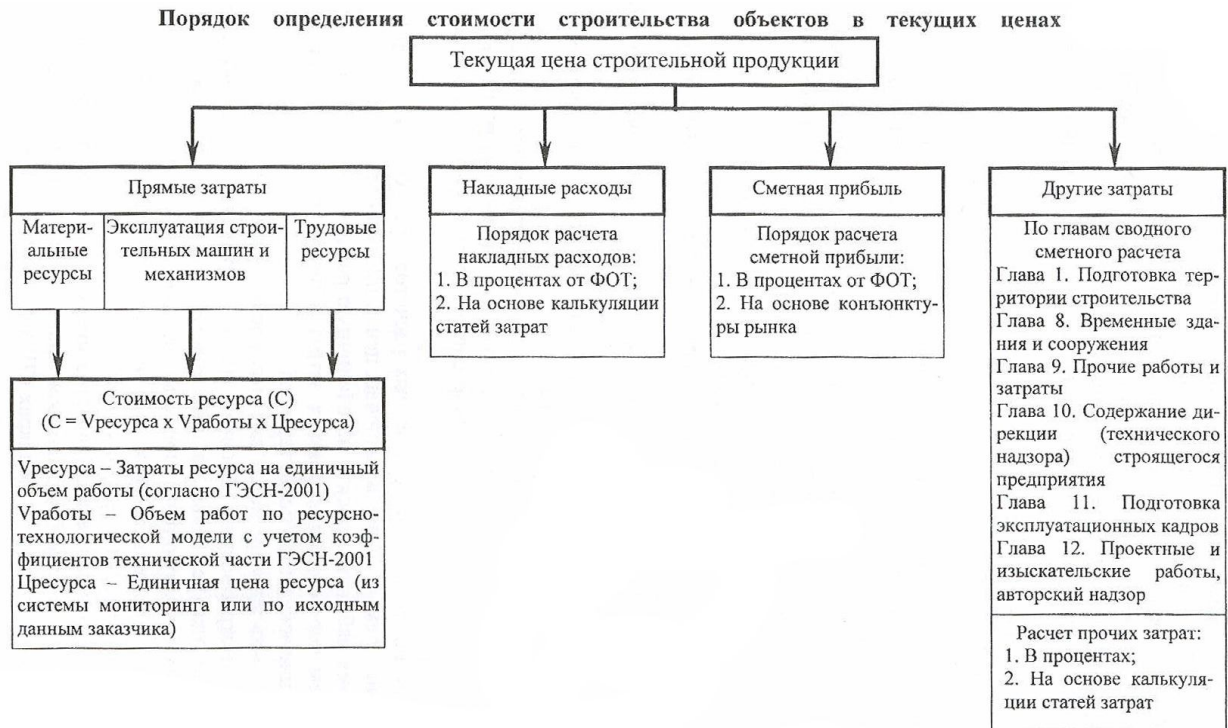 Порядок определения стоимости строительства объектов в текущих ценах
Текущая цена строительной продукции
Прямые затраты
Матери-
альные
ресурсы
Эксплуатация строи-
тельных машин и
механизмов
Трудовые
ресурсы
Стоимость ресурса (С)
(С = Vресурса х Vработы х Цресурса)
Vресурса – Затраты ресурса на единичный
объем работы (согласно ГЭСН-2001)
Vработы – Объем работ по ресурсно-
технологической модели с учетом коэф-
фициентов технической части ГЭСН-2001
Цресурса – Единичная цена ресурса (из
системы мониторинга или по исходным
данным заказчика)
Накладные расходы
Порядок расчета
накладных расходов:
1. В процентах от ФОТ;
2. На основе калькуляции
статей затрат
Сметная прибыль
Порядок расчета
сметной прибыли:
1. В процентах от ФОТ;
2. На основе конъюнкту-
ры рынка
Другие затраты
По главам сводного
сметного расчета
Глава 1. Подготовка тер-
ритории строительства
Глава 8. Временные зда-
ния и сооружения
Глава 9. Прочие работы и
затраты
Глава 10. Содержание ди-
рекции (технического
надзора) строящегося
предприятия
Глава 11. Подготовка
эксплуатационных кадров
Глава 12. Проектные и
изыскательские работы,
авторский надзор
Расчет прочих затрат:
1. В процентах;
2. На основе калькуля-
ции статей затрат